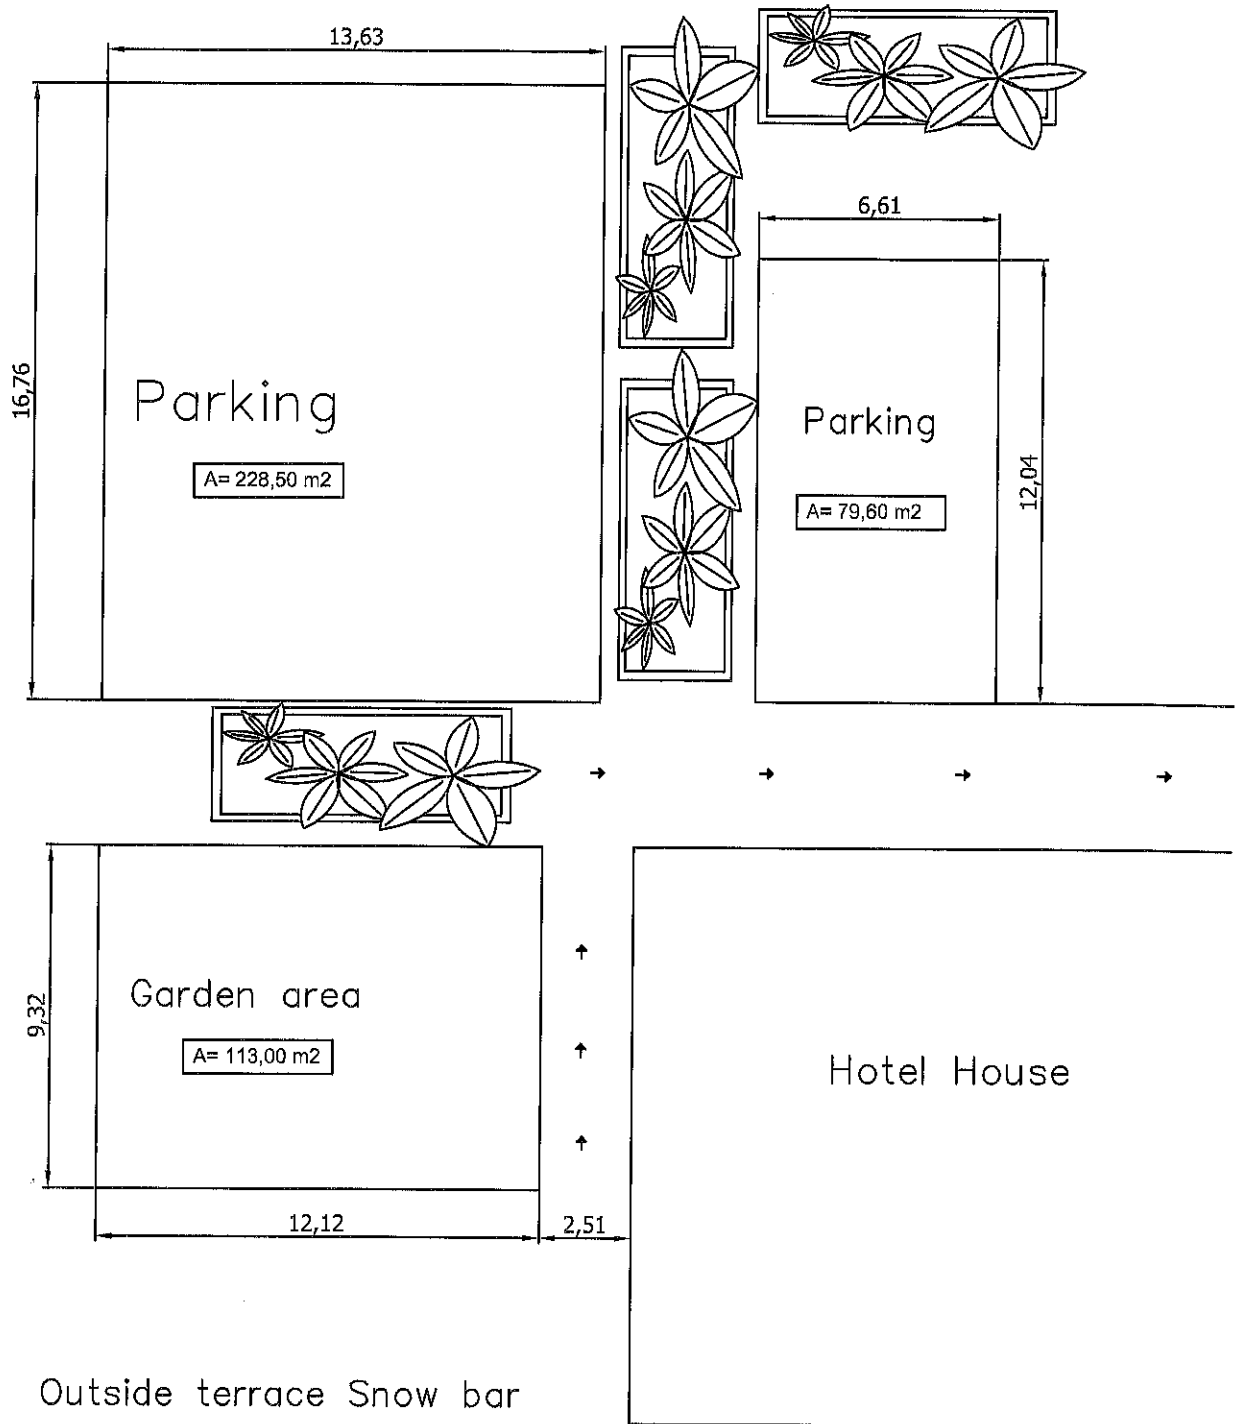 13,63
6,61
16,76
Parking
A= 228,50 m2
Parking
A= 79,60 m2
12,04
9,32
Garden area
A= 113,00 m2
Hotel House
12,12
2,51
Outside terrace Snow bar